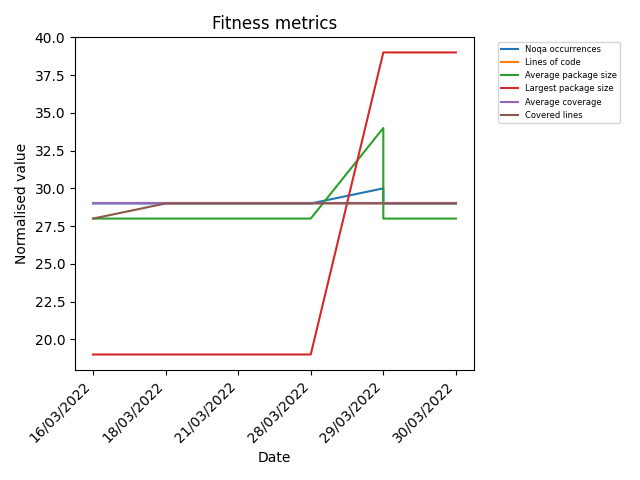 Fitness metrics
40.0
37.5
35.0
32.5
30.0
27.5
25.0
22.5
20.0
Normalised value
16/03/2022
18/03/2022
21/03/2022
28/03/2022
29/03/2022
30/03/2022
Date
Noqa occurrences
Lines of code
Average package size
Largest package size
Average coverage
Covered lines